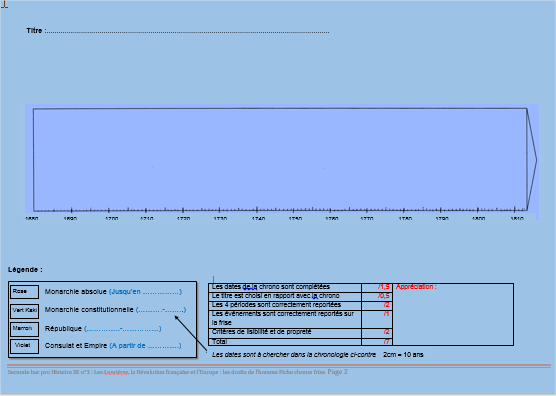 Titre :......................................................................................................................
1680 1690 1700 1710 1720 1730 1740 1750 1760 1770 1780 1790 1800 1810
Légende :
Rose Monarchie absolue (Jusqu'en ……………)
Vert Kaki Monarchie constitutionnelle (……….-……..)
Marron République (…………..-……………)
Violet Consulat et Empire (A partir de …………..)
Les dates de la chrono sont complétées /1,5 Appréciation :
Le titre est choisi en rapport avec la chrono /0,5
Les 4 périodes sont correctement reportées /2
Les événements sont correctement reportés sur /1
la frise
Critères de lisibilité et de propreté /2
Total /7
Les dates sont à chercher dans la chronologie ci-contre 2cm = 10 ans
Seconde bac pro Histoire SE n°3 : Les Lumières, la Révolution française et l'Europe : les droits de l'homme Fiche chrono frise Page 2